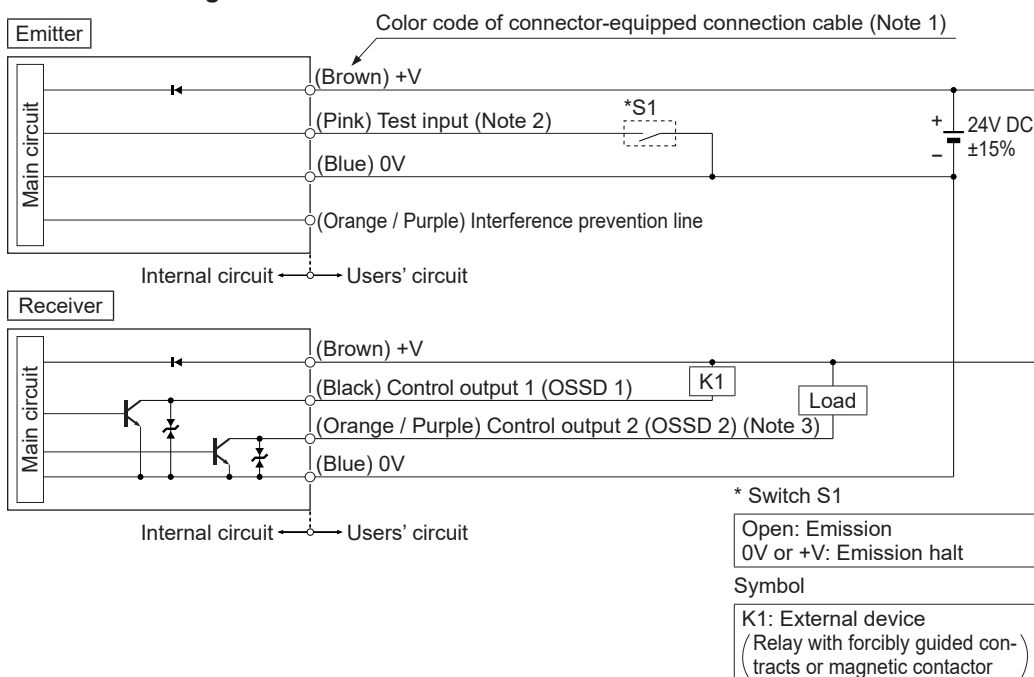 Emitter
Color code of connector-equipped connection cable (Note 1)
Main circuit
(Brown) +V
(Pink) Test input (Note 2)
*S1
(Blue) 0V
(Orange / Purple) Interference prevention line
+
−
24V DC
±15%
Internal circuit
Users' circuit
Receiver
Main circuit
(Brown) +V
(Black) Control output 1 (OSSD 1)
K1
Load
(Orange / Purple) Control output 2 (OSSD 2) (Note 3)
(Blue) 0V
Internal circuit
Users' circuit
* Switch S1
Open: Emission
0V or +V: Emission halt
Symbol
K1: External device
(Relay with forcibly guided con-
tracts or magnetic contactor)